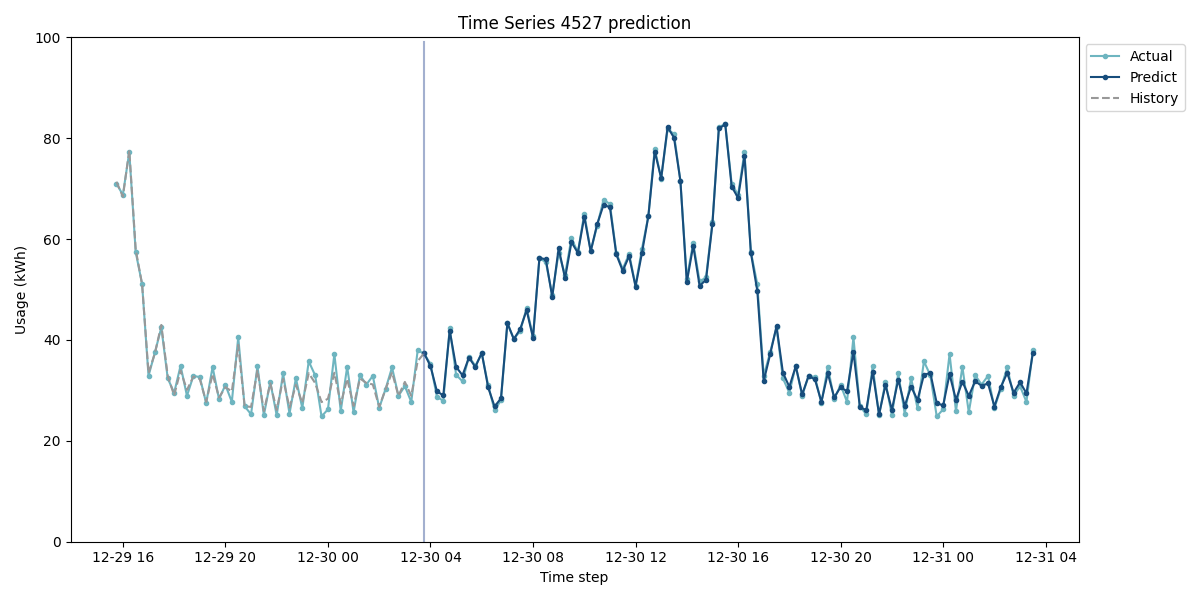 Time Series 4527 prediction
100
80
60
40
20
0
Usage (kWh)
12-29 16
12-29 20
12-30 00
12-30 04
12-30 08
12-30 12
12-30 16
12-30 20
12-31 00
12-31 04
Time step
Actual
Predict
History